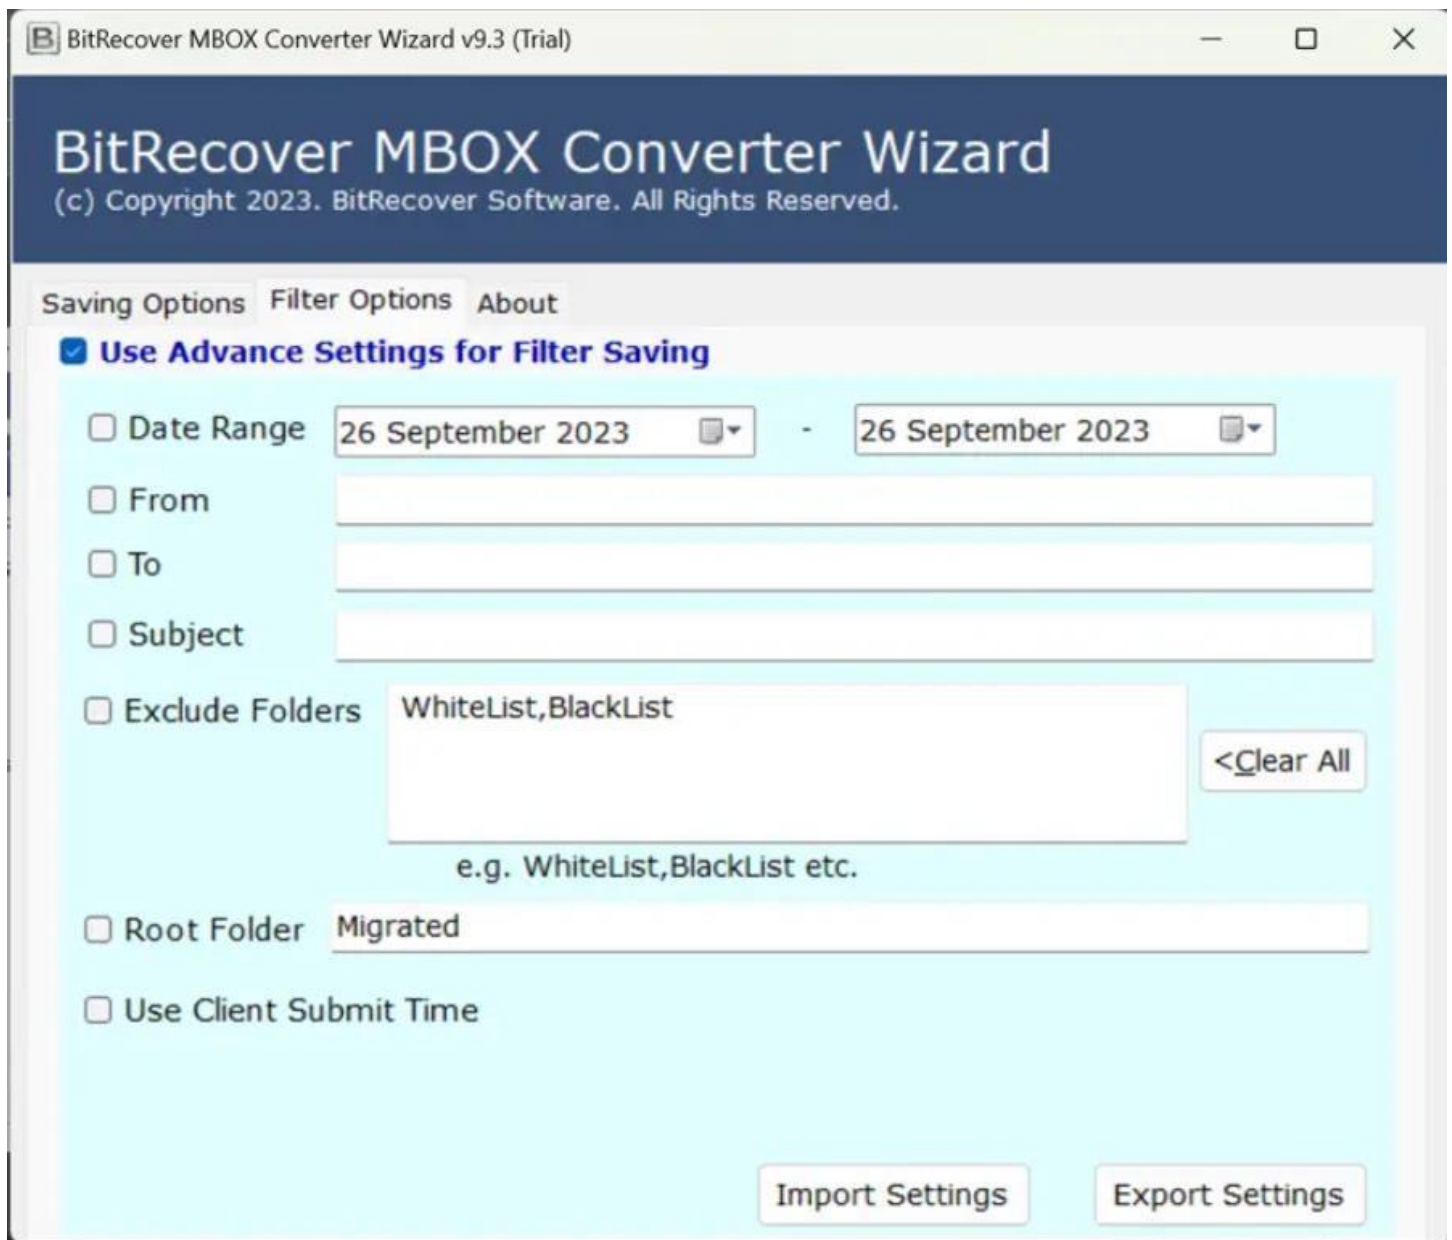 BitRecover MBOX Converter Wizard v9.3 (Trial)
BitRecover MBOX Converter Wizard
(c) Copyright 2023. BitRecover Software. All Rights Reserved.
Saving Options Filter Options About
Use Advance Settings for Filter Saving
Date Range 26 September 2023 - 26 September 2023
From
To
Subject
Exclude Folders WhiteList,BlackList
<Clear All
e.g. WhiteList,BlackList etc.
Root Folder Migrated
Use Client Submit Time
Import Settings Export Settings